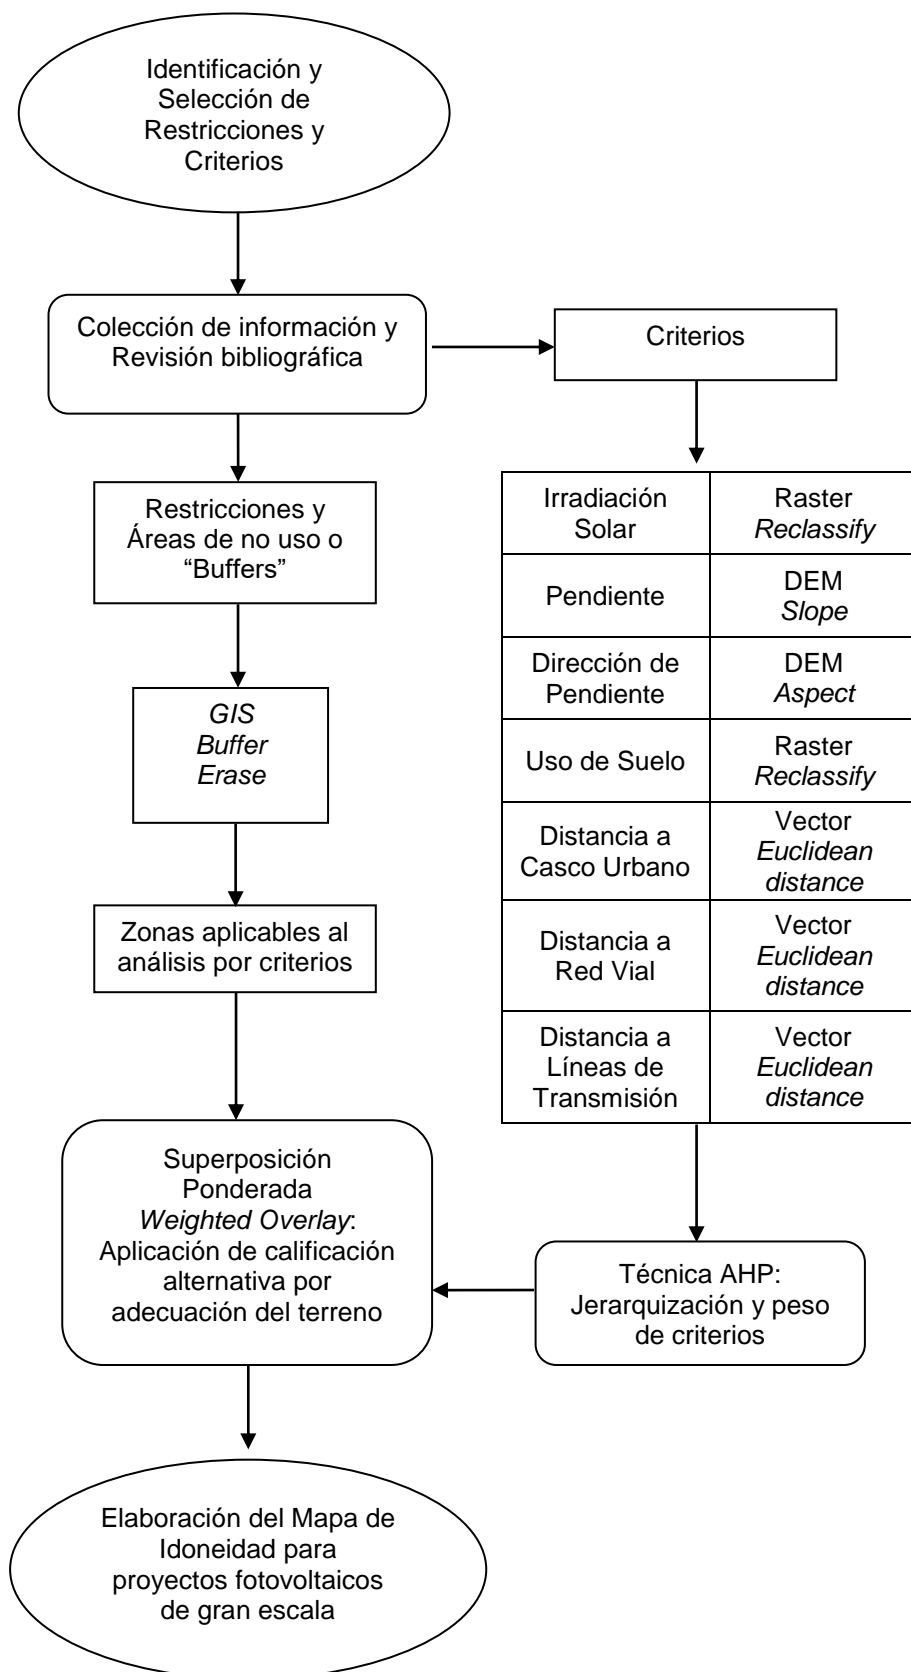 Identificación y
Selección de
Restricciones y
Criterios
Colección de información y
Revisión bibliográfica
Criterios
Restricciones y
Áreas de no uso o
“Buffers”
GIS
Buffer
Erase
Zonas aplicables al
análisis por criterios
Irradiación
Solar
Raster
Reclassify
Pendiente
DEM
Slope
Dirección de
Pendiente
DEM
Aspect
Uso de Suelo
Raster
Reclassify
Distancia a
Casco Urbano
Vector
Euclidean
distance
Distancia a
Red Vial
Vector
Euclidean
distance
Distancia a
Líneas de
Transmisión
Vector
Euclidean
distance
Técnica AHP:
Jerarquización y peso
de criterios
Superposición
Ponderada
Weighted Overlay:
Aplicación de calificación
alternativa por
adecuación del terreno
Elaboración del Mapa de
Idoneidad para
proyectos fotovoltaicos
de gran escala